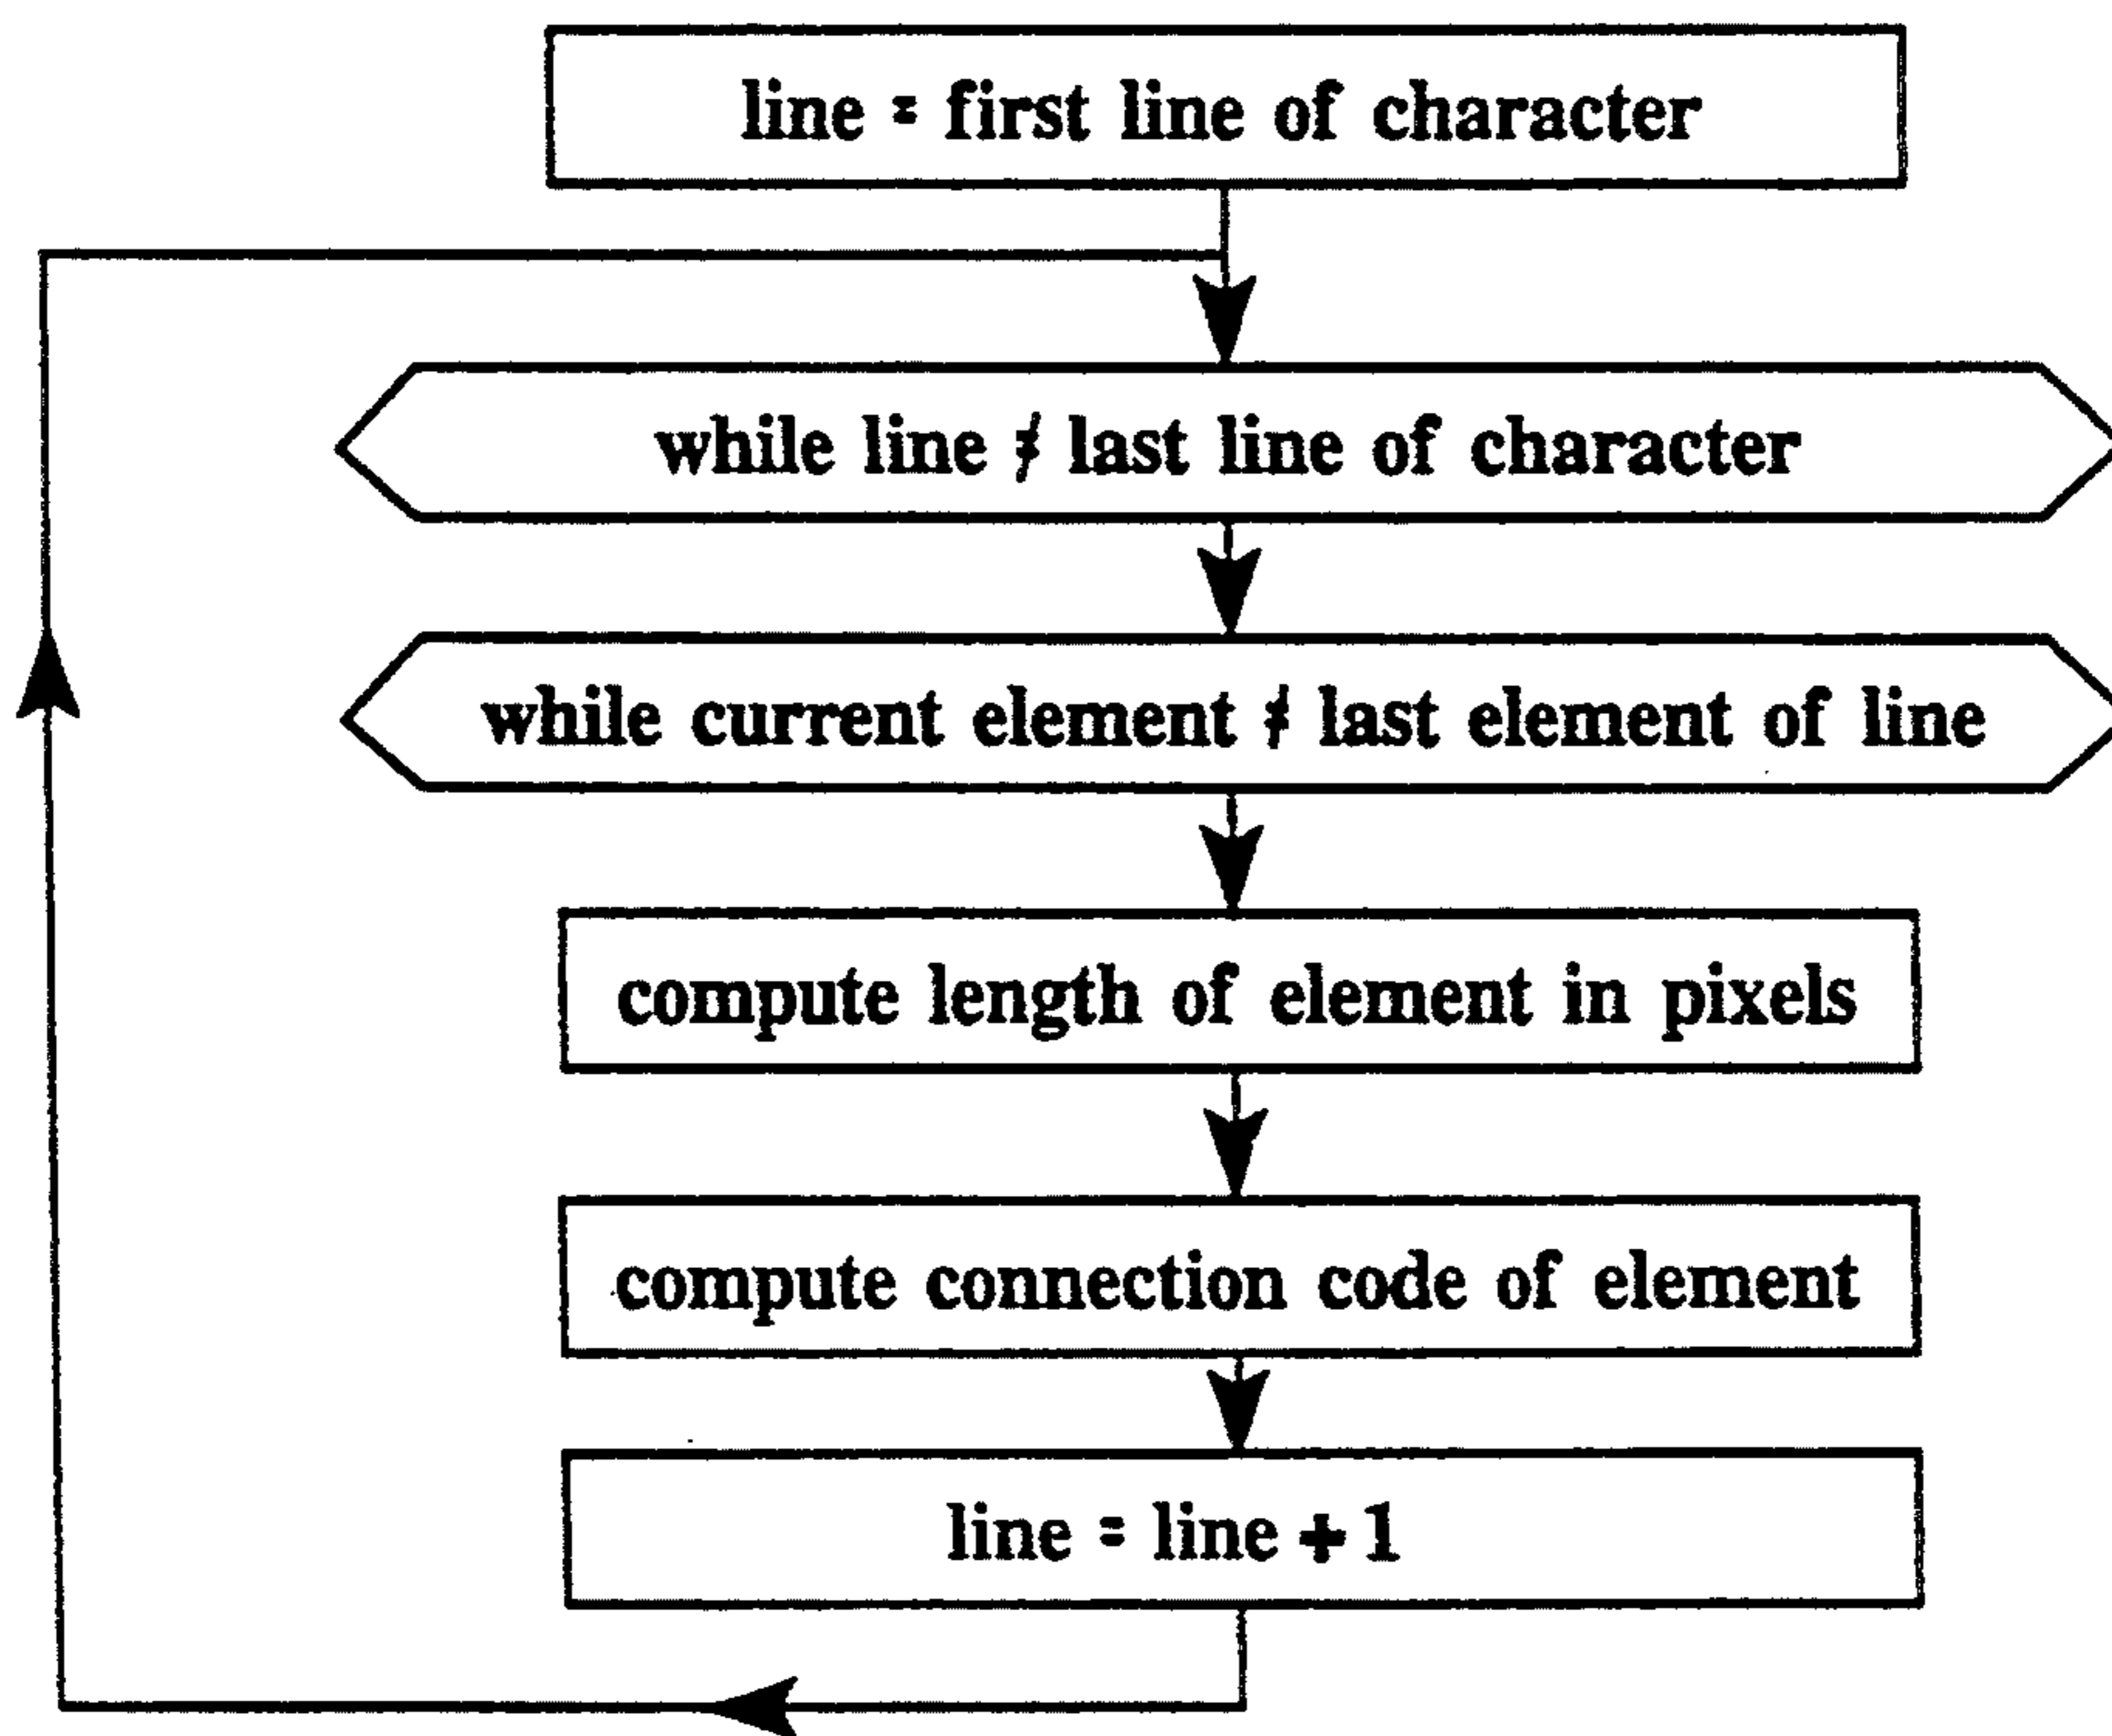 line = first line of character
while line ≠ last line of character
while current element ≠ last element of line
compute length of element in pixels
compute connection code of element
line = line + 1